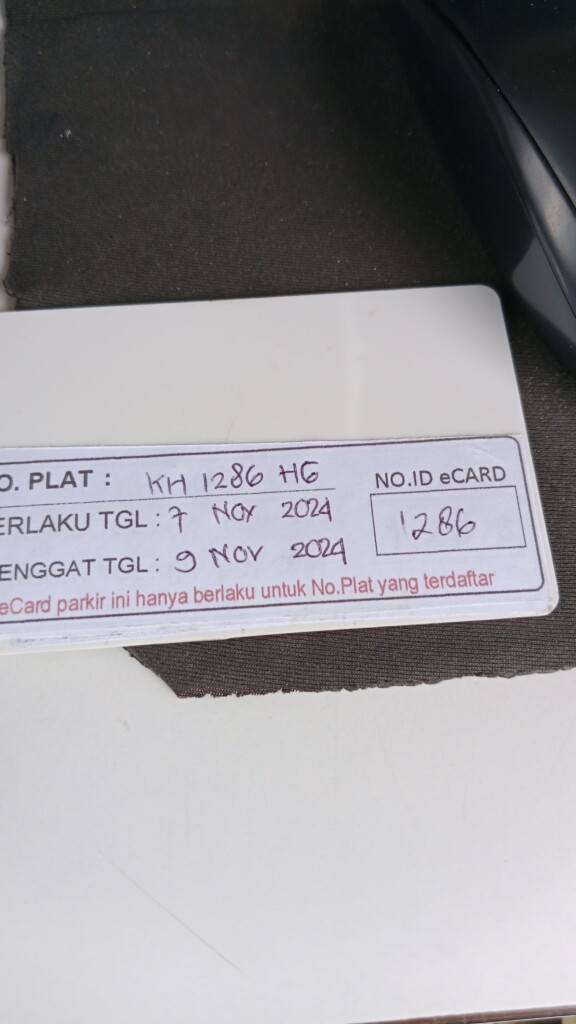 O. PLAT : KH 1286 HG
ERLAKU TGL : 7 Nov 2024
ENGGAT TGL : 9 NOV 2024
NO.ID eCARD
1286
eCard parkir ini hanya berlaku untuk No.Plat yang terdaftar